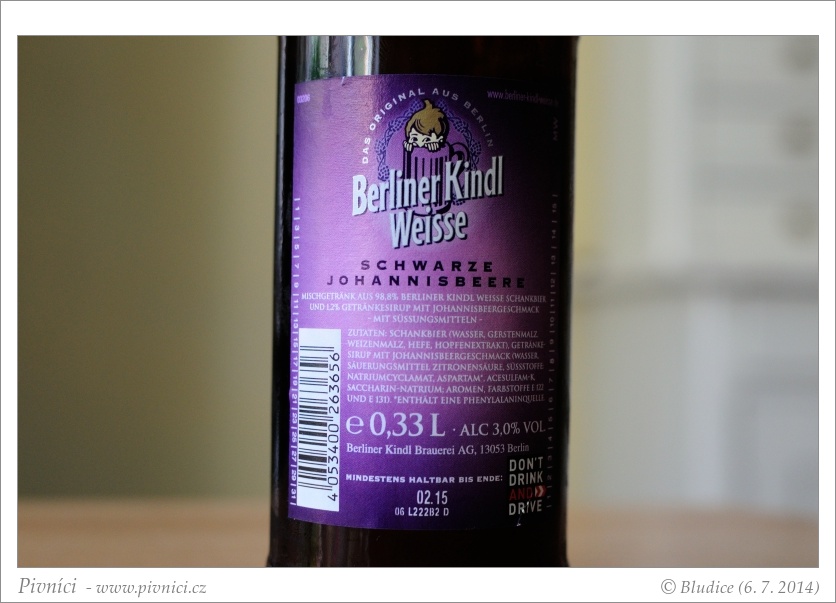 DAS ORIGINAL AUS BERLIN
Berliner Kindl
Weisse
SCHWARZE
JOHANNISBEERE
MISCHGETRÄNK AUS 98,8% BERLINER KINDL WEISSE SCHANKBIER
UND 1,2% GETRÄNKESIRUP MIT JOHANNISBEERGESCHMACK
- MIT SÜSSUNGSMITTELN -
ZUTATEN: SCHANKBIER (WASSER, GERSTENMALZ,
WEIZENMALZ, HEFE, HOPFENEXTRAKT), GETRÄNKE-
SIRUP MIT JOHANNISBEERGESCHMACK (WASSER,
SÄUERUNGSMITTEL ZITRONENSÄURE, SÜSSSTOFFE:
NATRIUMCYCLAMAT, ASPARTAM*, ACESULFAM-K,
SACCHARIN-NATRIUM; AROMEN, FARBSTOFFE E 122
UND E 131). *ENTHÄLT EINE PHENYLALANINQUELLE.
e 0,33 L · ALC 3,0% VOL
Berliner Kindl Brauerei AG, 13053 Berlin
4 053400 263656
MINDESTENS HALTBAR BIS ENDE:
02.15
06 L22282 D
DON'T
DRINK
AND
DRIVE
Pivníci - www.pivnici.cz
© Bludice (6. 7. 2014)